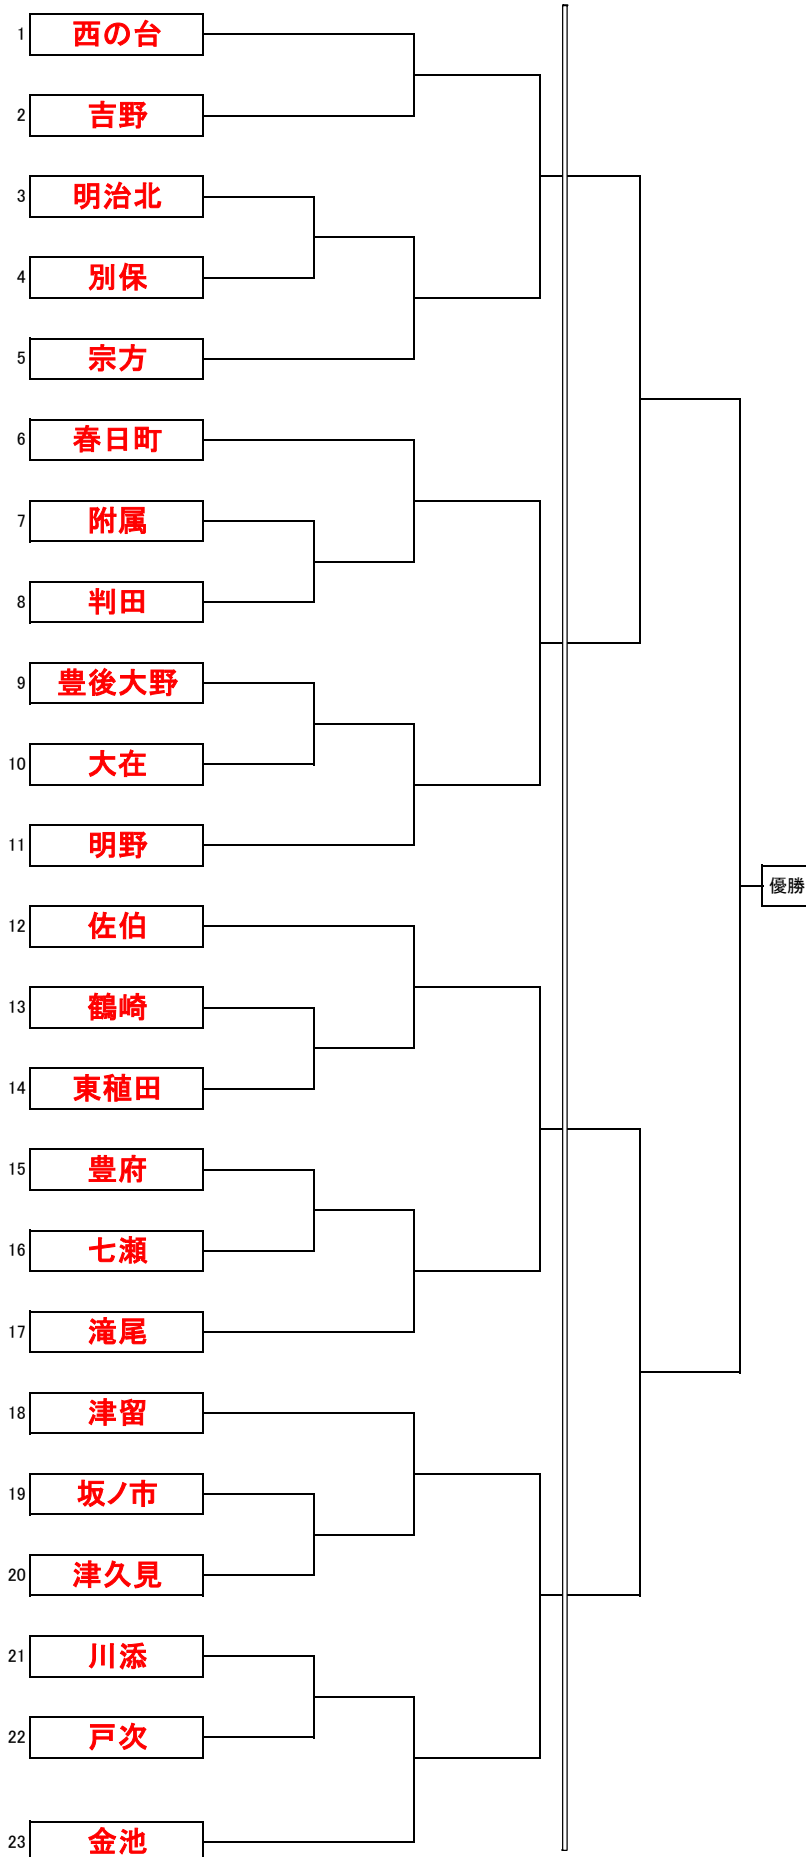 1 西の台
2 吉野
3 明治北
4 別保
5 宗方
6 春日町
7 附属
8 判田
9 豊後大野
10 大在
11 明野
優勝
12 佐伯
13 鶴崎
14 東稙田
15 豊府
16 七瀬
17 滝尾
18 津留
19 坂ノ市
20 津久見
21 川添
22 戸次
23 金池